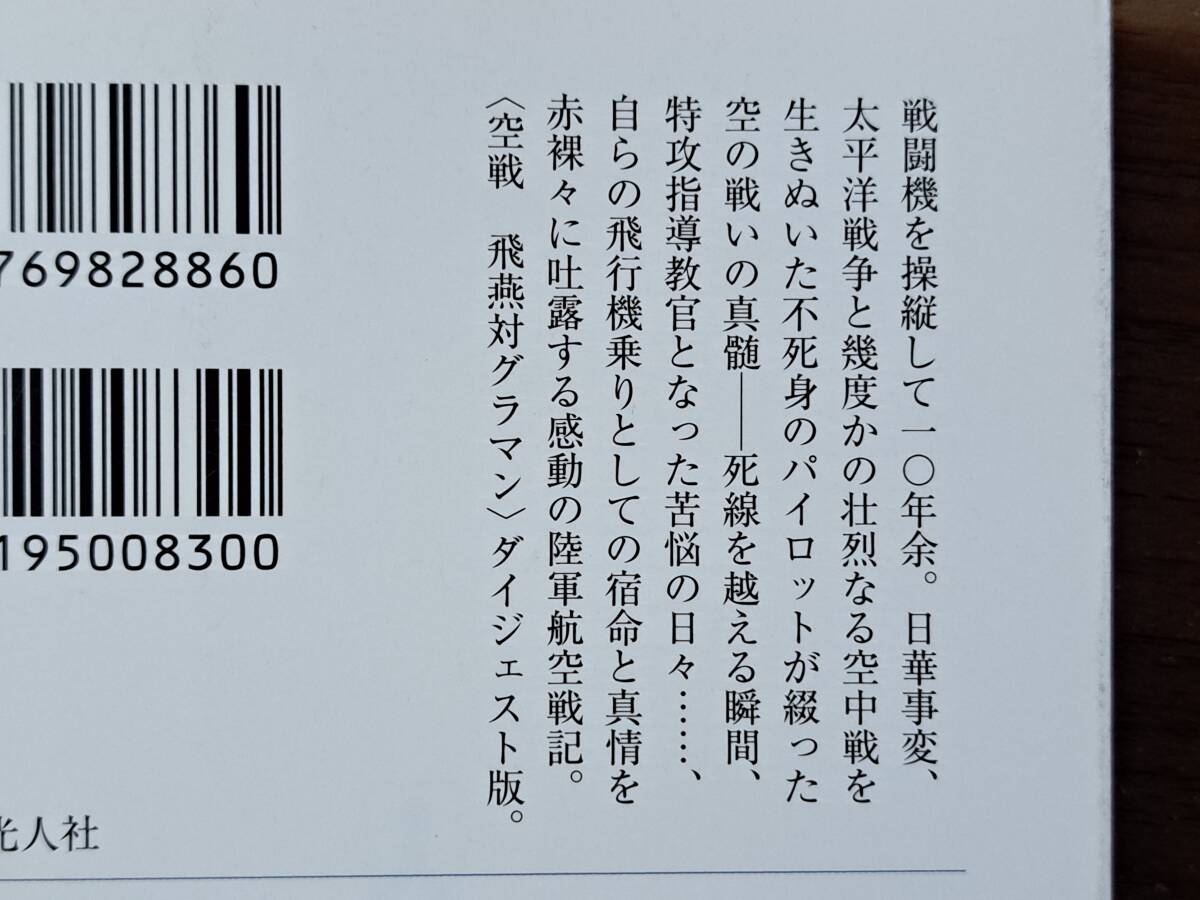 戦闘機を操縦して一〇年余。日華事変、
太平洋戦争と幾度かの壮烈なる空中戦を
生きぬいた不死身のパイロットが綴った
空の戦いの真髄――死線を越える瞬間、
特攻指導教官となった苦悩の日々……、
自らの飛行機乗りとしての宿命と真情を
赤裸々に吐露する感動の陸軍航空戦記。
〈空戦　飛燕対グラマン〉ダイジェスト版。
769828860
195008300
光人社